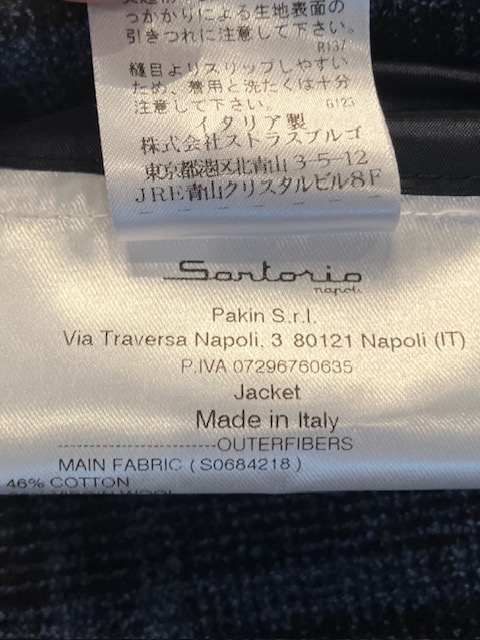 っかかりによる生地表面の
引きつれに注意して下さい。
R137
縫目よりスリップしやすい
ため、着用と洗たくは十分
注意して下さい。 G123
イタリア製
株式会社ストラスブルゴ
東京都港区北青山3-5-12
JRE青山クリスタルビル8F
Sartorio
napoli
Pakin S.r.l.
Via Traversa Napoli, 3 80121 Napoli (IT)
P.IVA 07296760635
Jacket
Made in Italy
----------------------OUTERFIBERS
MAIN FABRIC ( S0684218 )
46% COTTON
VIRGIN WOOL